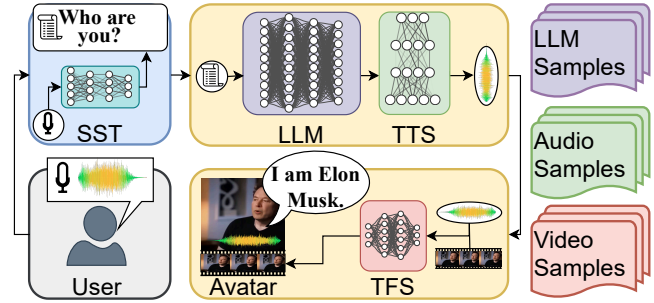 Who are
you?
SST
LLM
TTS
LLM
Samples
Audio
Samples
I am Elon
Musk.
User
Avatar
TFS
Video
Samples